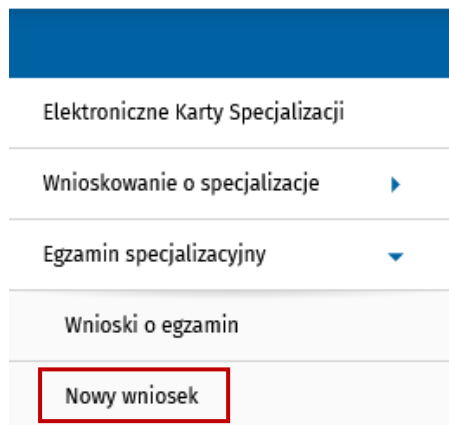 Elektroniczne Karty Specjalizacji
Wnioskowanie o specjalizacje
Egzamin specjalizacyjny
Wnioski o egzamin
Nowy wniosek